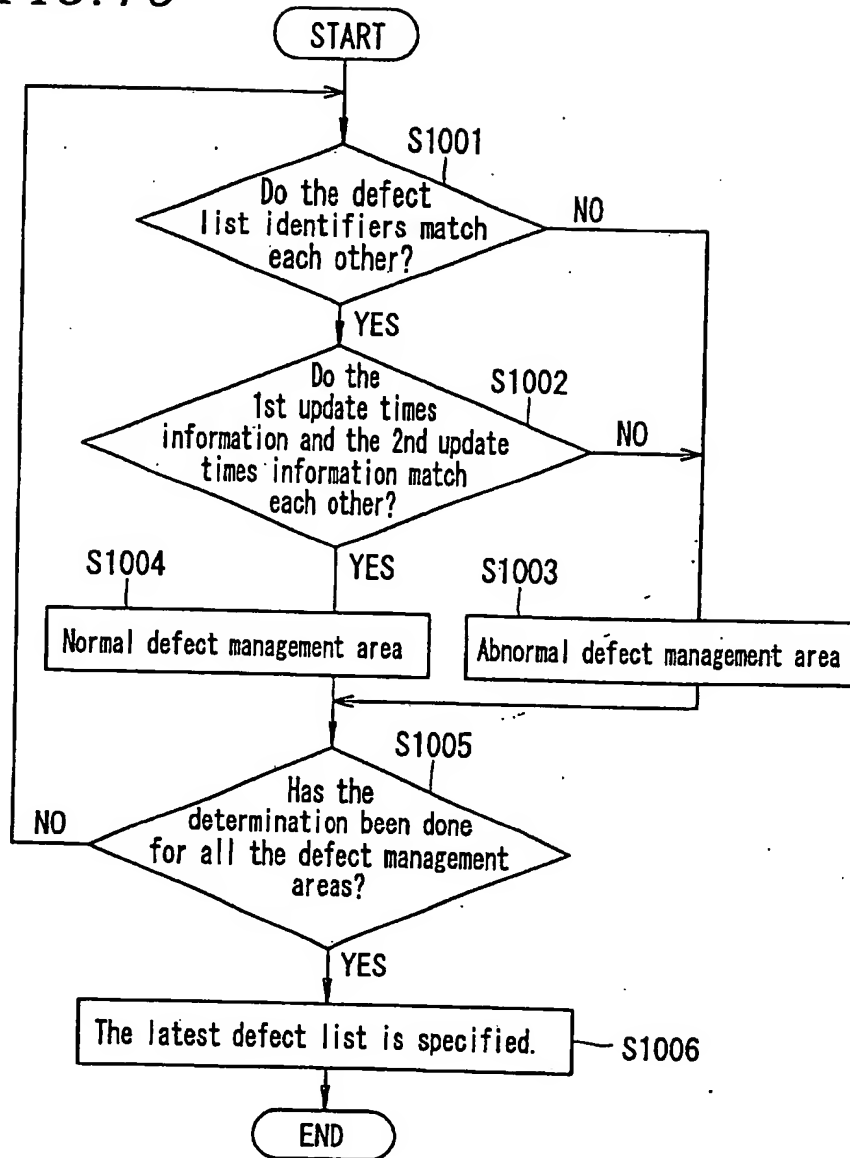 FIG.10
START
S1001
Do the defect
list identifiers match
each other?
NO
YES
Do the
1st update times
information and the 2nd update
times information match
each other?
S1002
NO
YES
S1004
S1003
Normal defect management area
Abnormal defect management area
S1005
Has the
determination been done
for all the defect management
areas?
NO
YES
The latest defect list is specified.
S1006
END